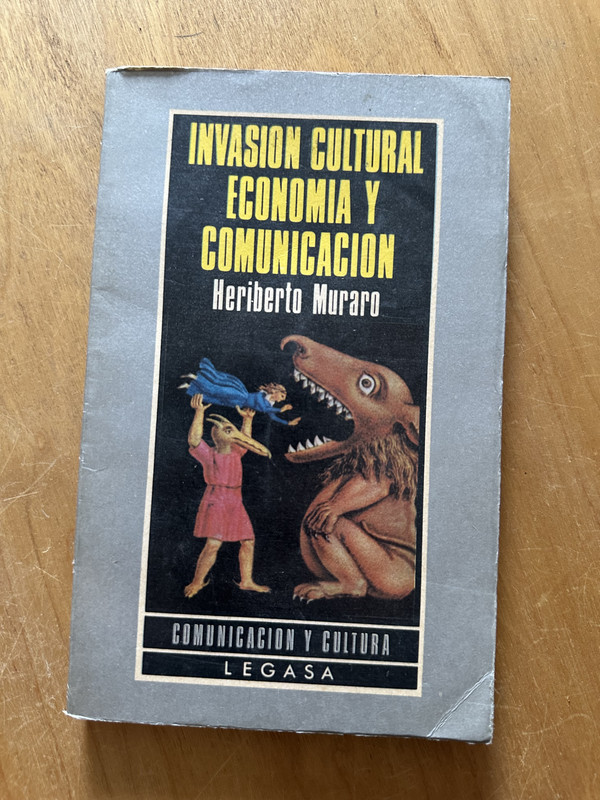 INVASION CULTURAL
ECONOMIA Y
COMUNICACION
Heriberto Muraro
COMUNICACION Y CULTURA
LEGASA